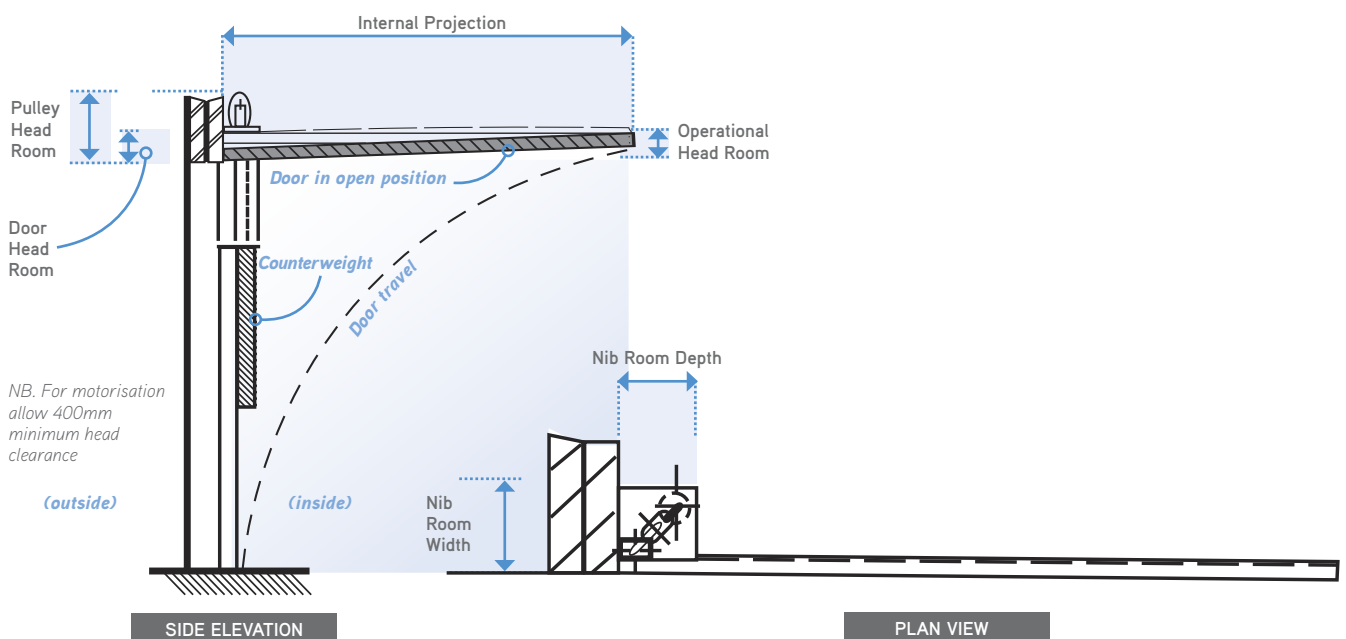 Internal Projection
Pulley
Head
Room
Operational
Head Room
Door in open position
Door
Head
Room
Counterweight
Door travel
Nib Room Depth
NB. For motorisation
allow 400mm
minimum head
clearance
(outside)
(inside)
Nib
Room
Width
SIDE ELEVATION
PLAN VIEW